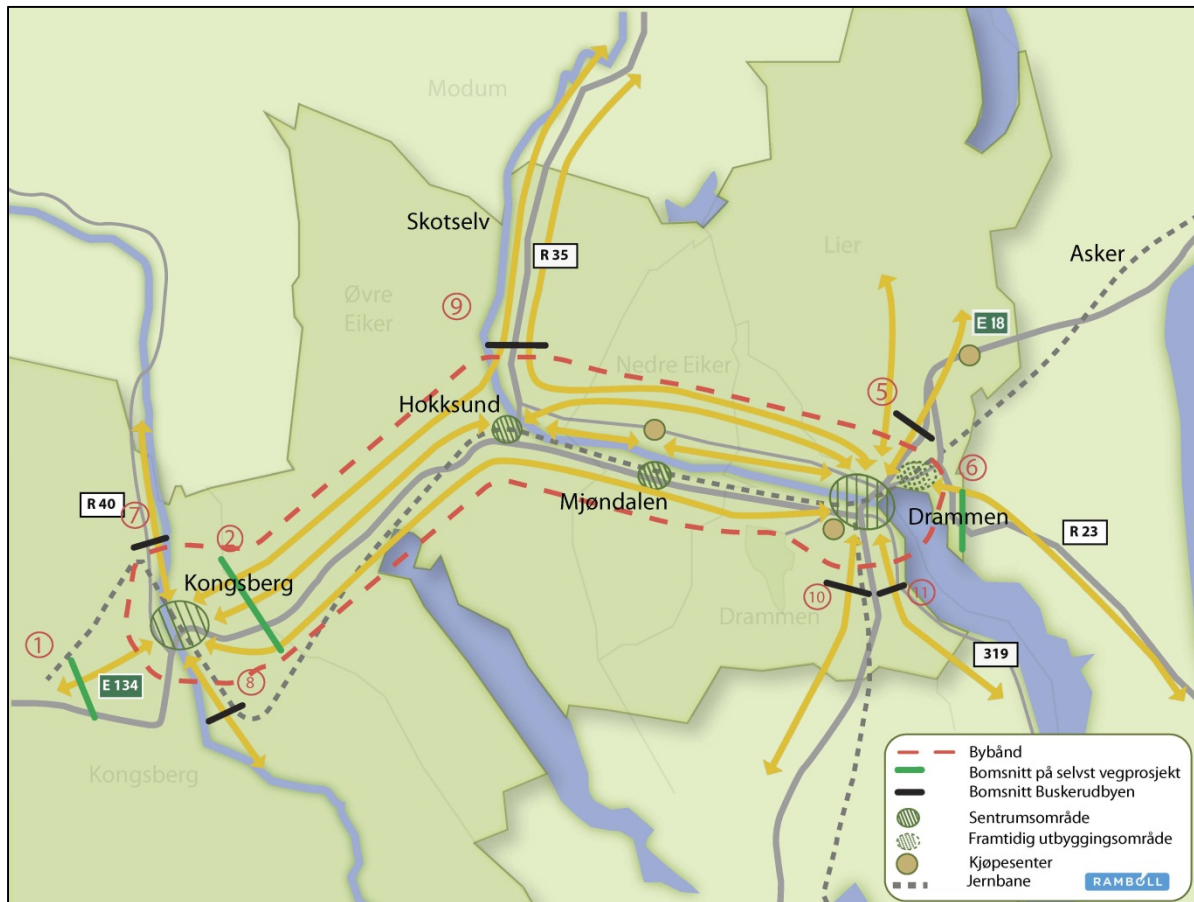 Modum
Skotselv
R 35
Lier
Asker
Øvre
Eiker
9
E 18
Nedre Eiker
5
Hokksund
6
R 40
7
2
Mjøndalen
Drammen
R 23
Kongsberg
10
11
Drammen
1
8
319
E 134
Kongsberg
Bybånd
Bomsnitt på selvst vegprosjekt
Bomsnitt Buskerudbyen
Sentrumsområde
Framtidig utbyggingsområde
Kjøpesenter
Jernbane
RAMBOLL